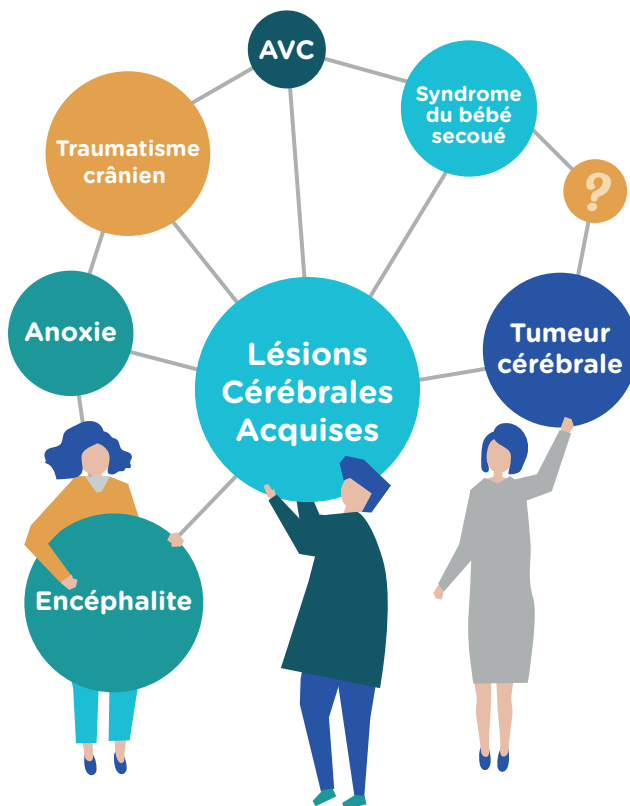 AVC
Syndrome
du bébé
secoué
Traumatisme
crânien
?
Anoxie
Tumeur
cérébrale
Lésions
Cérébrales
Acquises
Encéphalite